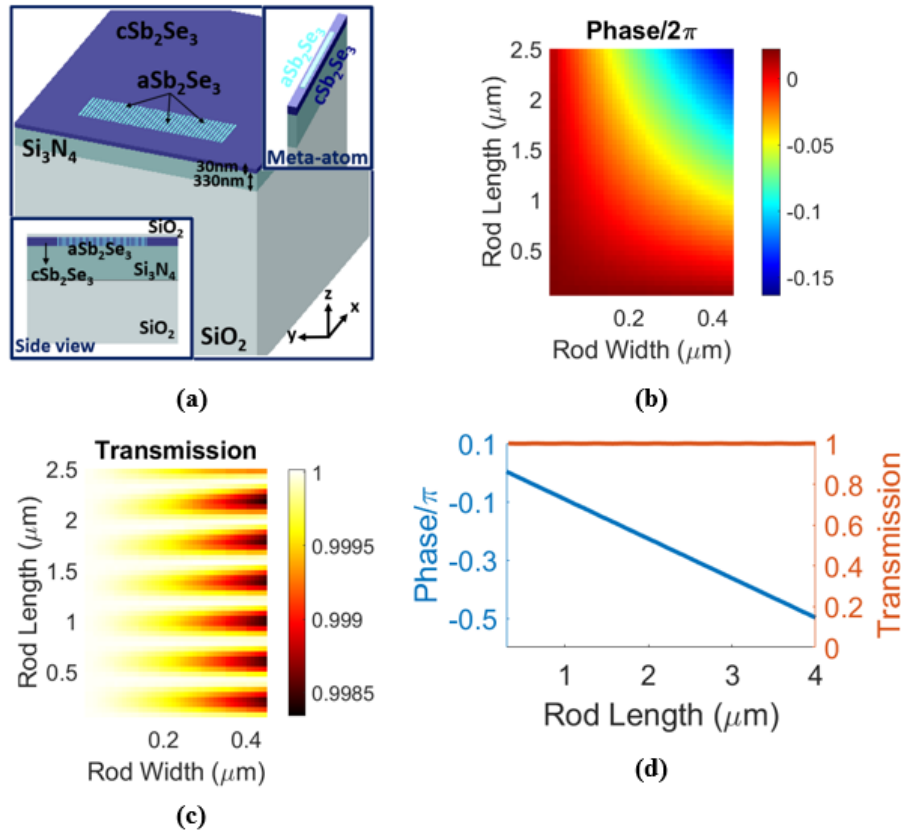 cSb₂Se₃
aSb₂Se₃
Si₃N₄
30nm
330nm
SiO₂
aSb₂Se₃
cSb₂Se₃
Meta-atom
SiO₂
aSb₂Se₃
cSb₂Se₃
Si₃N₄
SiO₂
Side view
z
x
y
(a)
Phase/2π
Rod Length (μm)
2.5
2
1.5
1
0.5
0.2
0.4
Rod Width (μm)
0
-0.05
-0.1
-0.15
(b)
Transmission
Rod Length (μm)
2.5
2
1.5
1
0.5
0.2
0.4
Rod Width (μm)
1
0.9995
0.999
0.9985
(c)
Phase/π
0.1
-0.1
-0.3
-0.5
1
2
3
4
Rod Length (μm)
1
0.8
0.6
0.4
0.2
0
Transmission
(d)